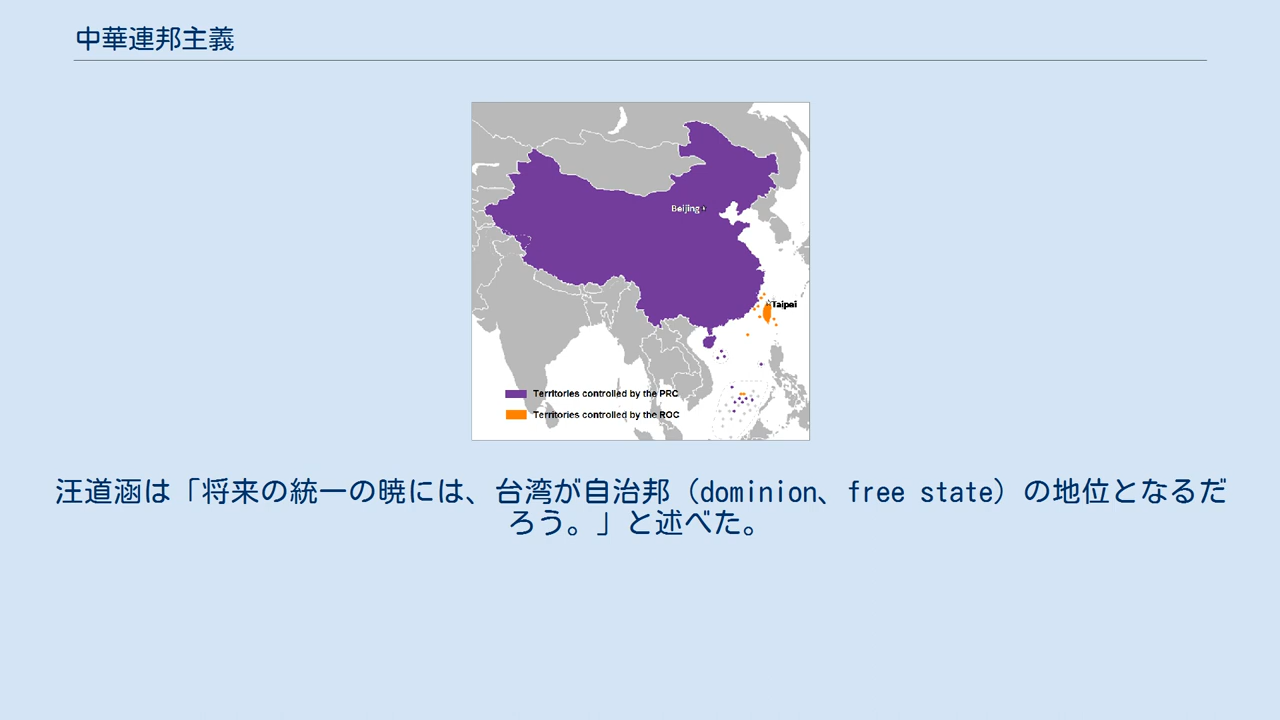 中華連邦主義
Beijing
Taipei
Territories controlled by the PRC
Territories controlled by the ROC
汪道涵は「将来の統一の暁には、台湾が自治邦（dominion、free state）の地位となるだ
ろう。」と述べた。